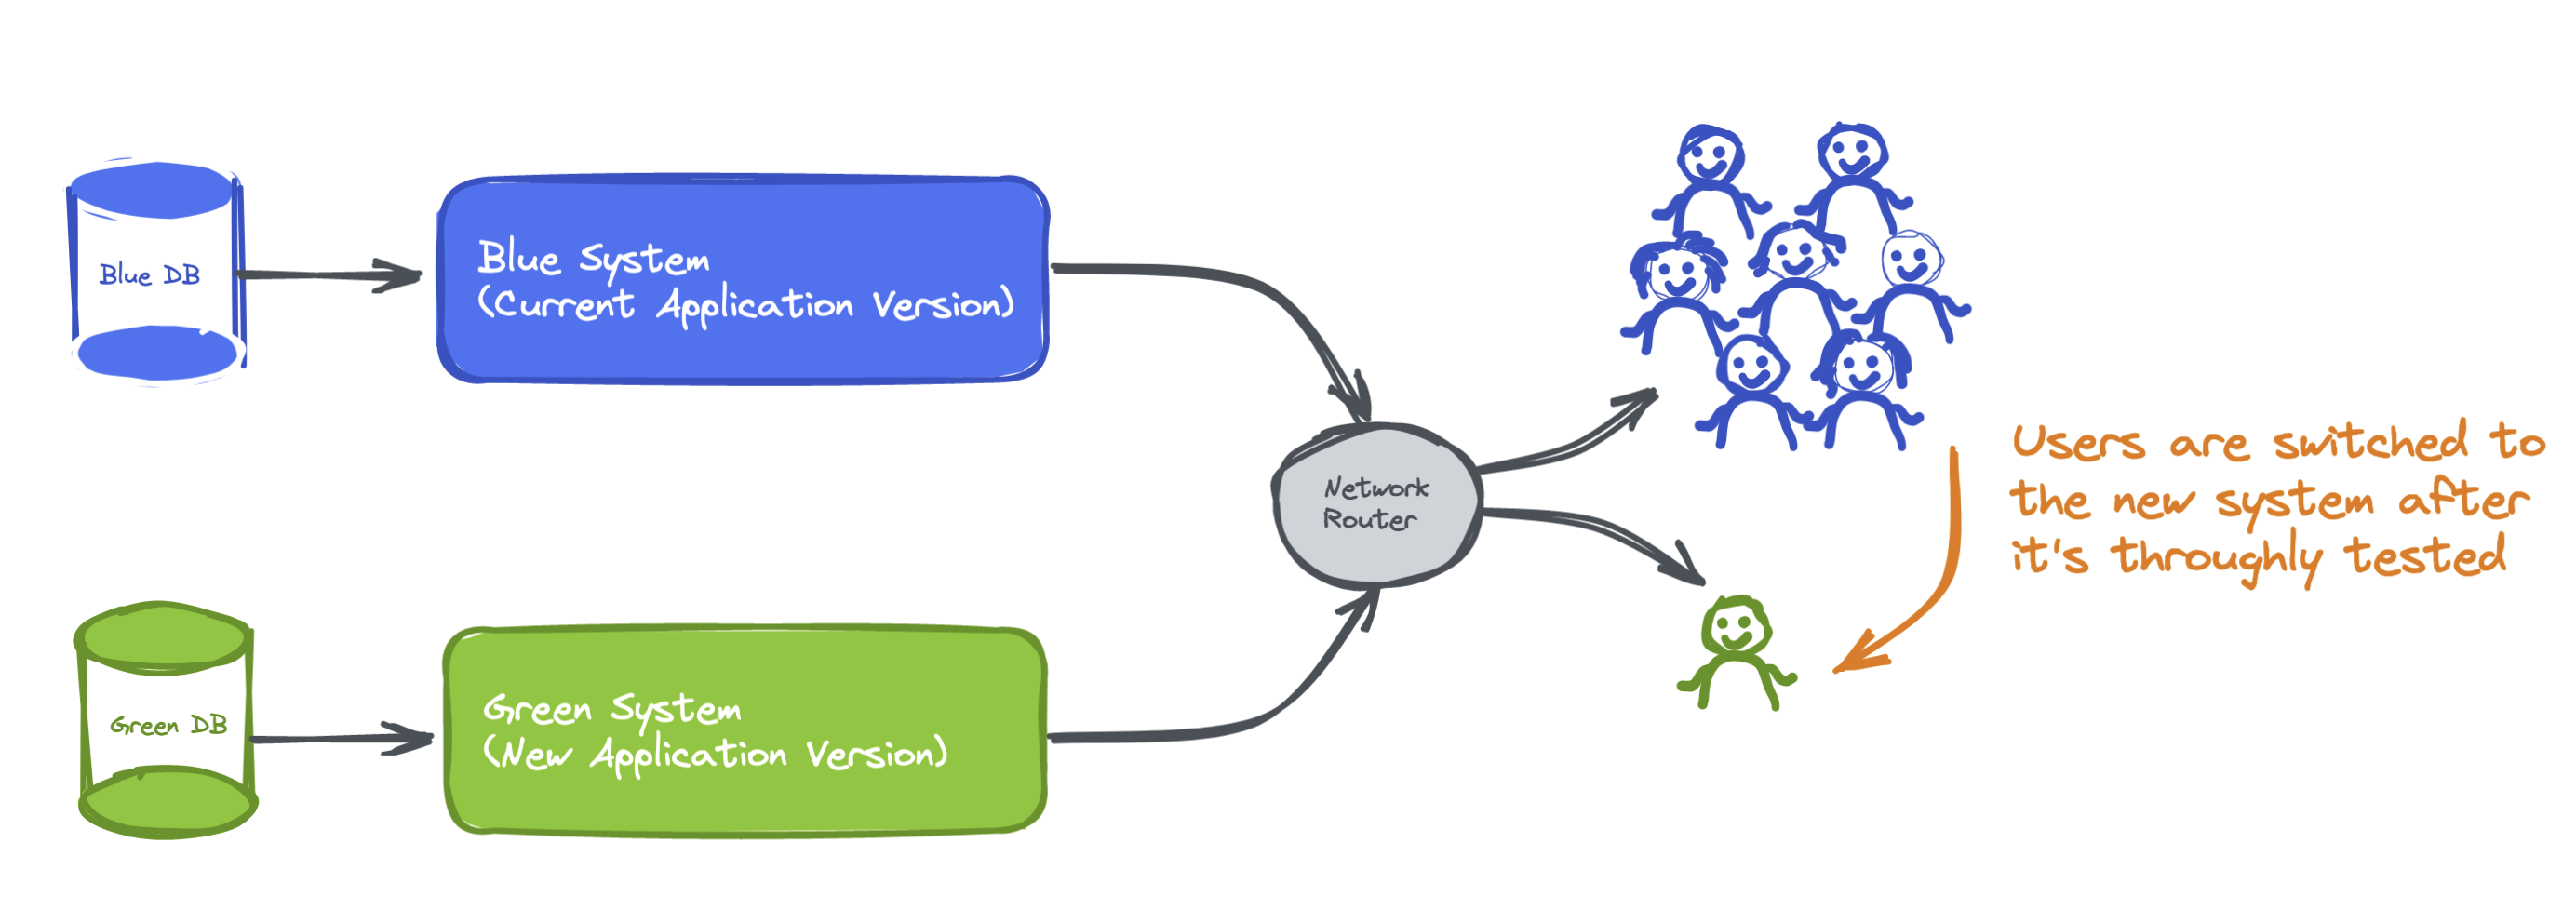 Blue DB
Blue System
(Current Application Version)
Network
Router
Users are switched to
the new system after
it's throughly tested
Green DB
Green System
(New Application Version)